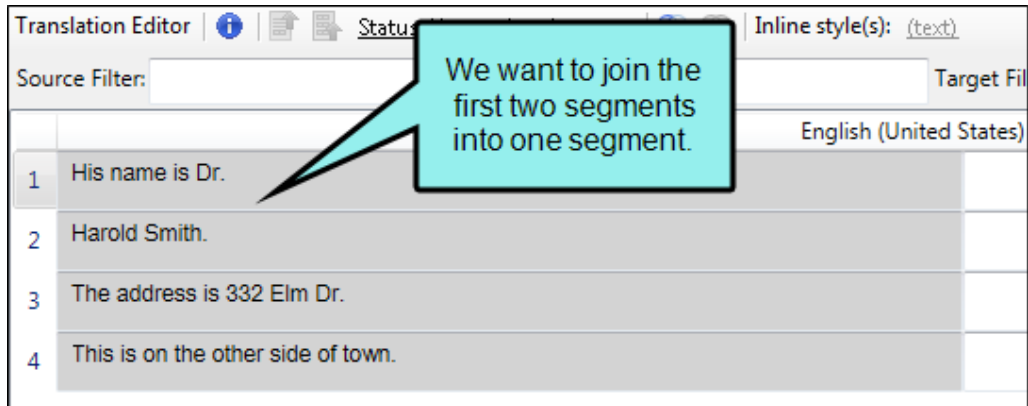 Translation Editor Status Inline style(s): (text)
We want to join the
first two segments
into one segment.
Source Filter: Target Fil
English (United States)
1 His name is Dr.
2 Harold Smith.
3 The address is 332 Elm Dr.
4 This is on the other side of town.